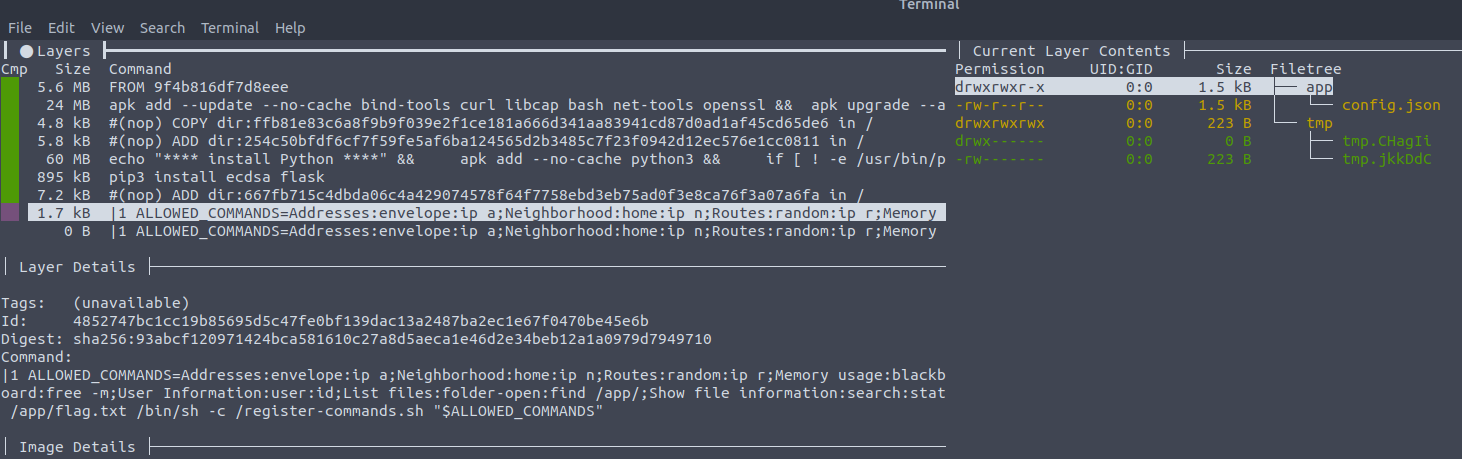 Terminal
File Edit View Search Terminal Help
Layers
Cmp Size Command
5.6 MB FROM 9f4b816df7d8eee
24 MB apk add --update --no-cache bind-tools curl libcap bash net-tools openssl && apk upgrade --a
4.8 kB #(nop) COPY dir:ffb81e83c6a8f9b9f039e2f1ce181a666d341aa83941cd87d0ad1af45cd65de6 in /
5.8 kB #(nop) ADD dir:254c50bfdf6cf7f59fe5af6ba124565d2b3485c7f23f0942d12ec576e1cc0811 in /
60 MB echo "**** install Python ****" && apk add --no-cache python3 && if [ ! -e /usr/bin/p
895 kB pip3 install ecdsa flask
7.2 kB #(nop) ADD dir:667fb715c4dbda06c4a429074578f64f7758ebd3eb75ad0f3e8ca76f3a07a6fa in /
1.7 kB |1 ALLOWED_COMMANDS=Addresses:envelope:ip a;Neighborhood:home:ip n;Routes:random:ip r;Memory
0 B |1 ALLOWED_COMMANDS=Addresses:envelope:ip a;Neighborhood:home:ip n;Routes:random:ip r;Memory
Layer Details
Tags: (unavailable)
Id: 4852747bc1cc19b85695d5c47fe0bf139dac13a2487ba2ec1e67f0470be45e6b
Digest: sha256:93abcf120971424bca581610c27a8d5aeca1e46d2e34beb12a1a0979d7949710
Command:
|1 ALLOWED_COMMANDS=Addresses:envelope:ip a;Neighborhood:home:ip n;Routes:random:ip r;Memory usage:blackb
oard:free -m;User Information:user:id;List files:folder-open:find /app/;Show file information:search:stat
/app/flag.txt /bin/sh -c /register-commands.sh "$ALLOWED_COMMANDS"
Image Details
Current Layer Contents
Permission UID:GID Size Filetree
drwxrwxr-x 0:0 1.5 kB app
-rw-r--r-- 0:0 1.5 kB config.json
drwxrwxrwx 0:0 223 B tmp
drwx------ 0:0 0 B tmp.CHagIi
-rw------- 0:0 223 B tmp.jkkDdC